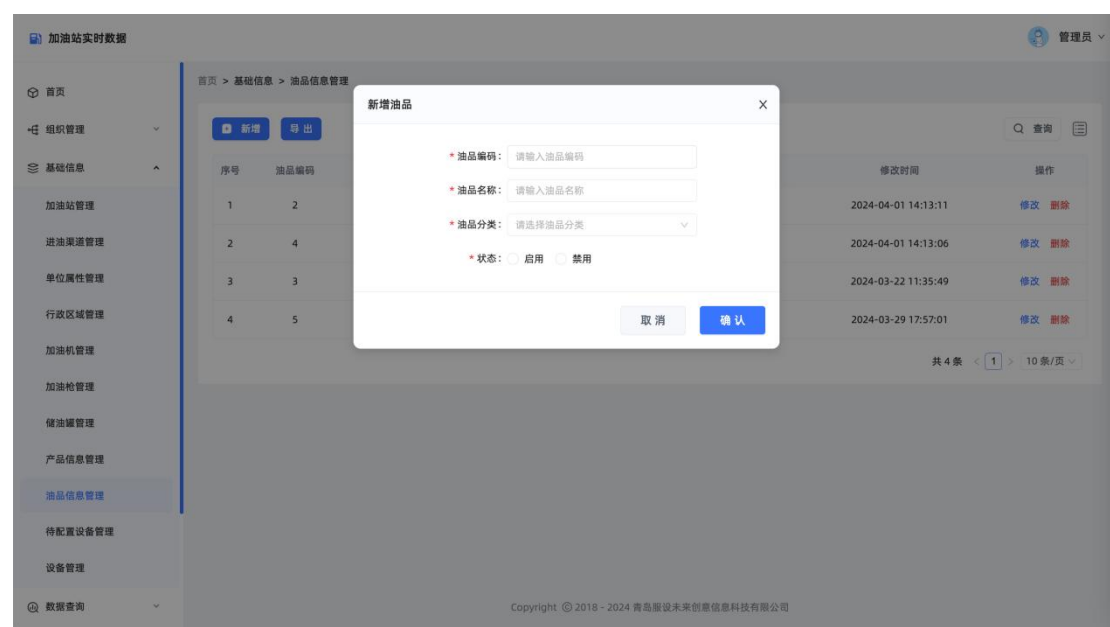 加油站实时数据
管理员
首页
组织管理
基础信息
加油站管理
进油渠道管理
单位属性管理
行政区域管理
加油机管理
加油枪管理
储油罐管理
产品信息管理
油品信息管理
待配置设备管理
设备管理
数据查询
首页 > 基础信息 > 油品信息管理
新增 导出
查询
序号 油品编码 修改时间 操作
1 2 2024-04-01 14:13:11 修改 删除
2 4 2024-04-01 14:13:06 修改 删除
3 3 2024-03-22 11:35:49 修改 删除
4 5 2024-03-29 17:57:01 修改 删除
共 4 条 < 1 > 10 条/页
新增油品 X
* 油品编码: 请输入油品编码
* 油品名称: 请输入油品名称
* 油品分类: 请选择油品分类
* 状态: 启用 禁用
取 消 确 认
Copyright © 2018 - 2024 青岛服设未来创意信息科技有限公司